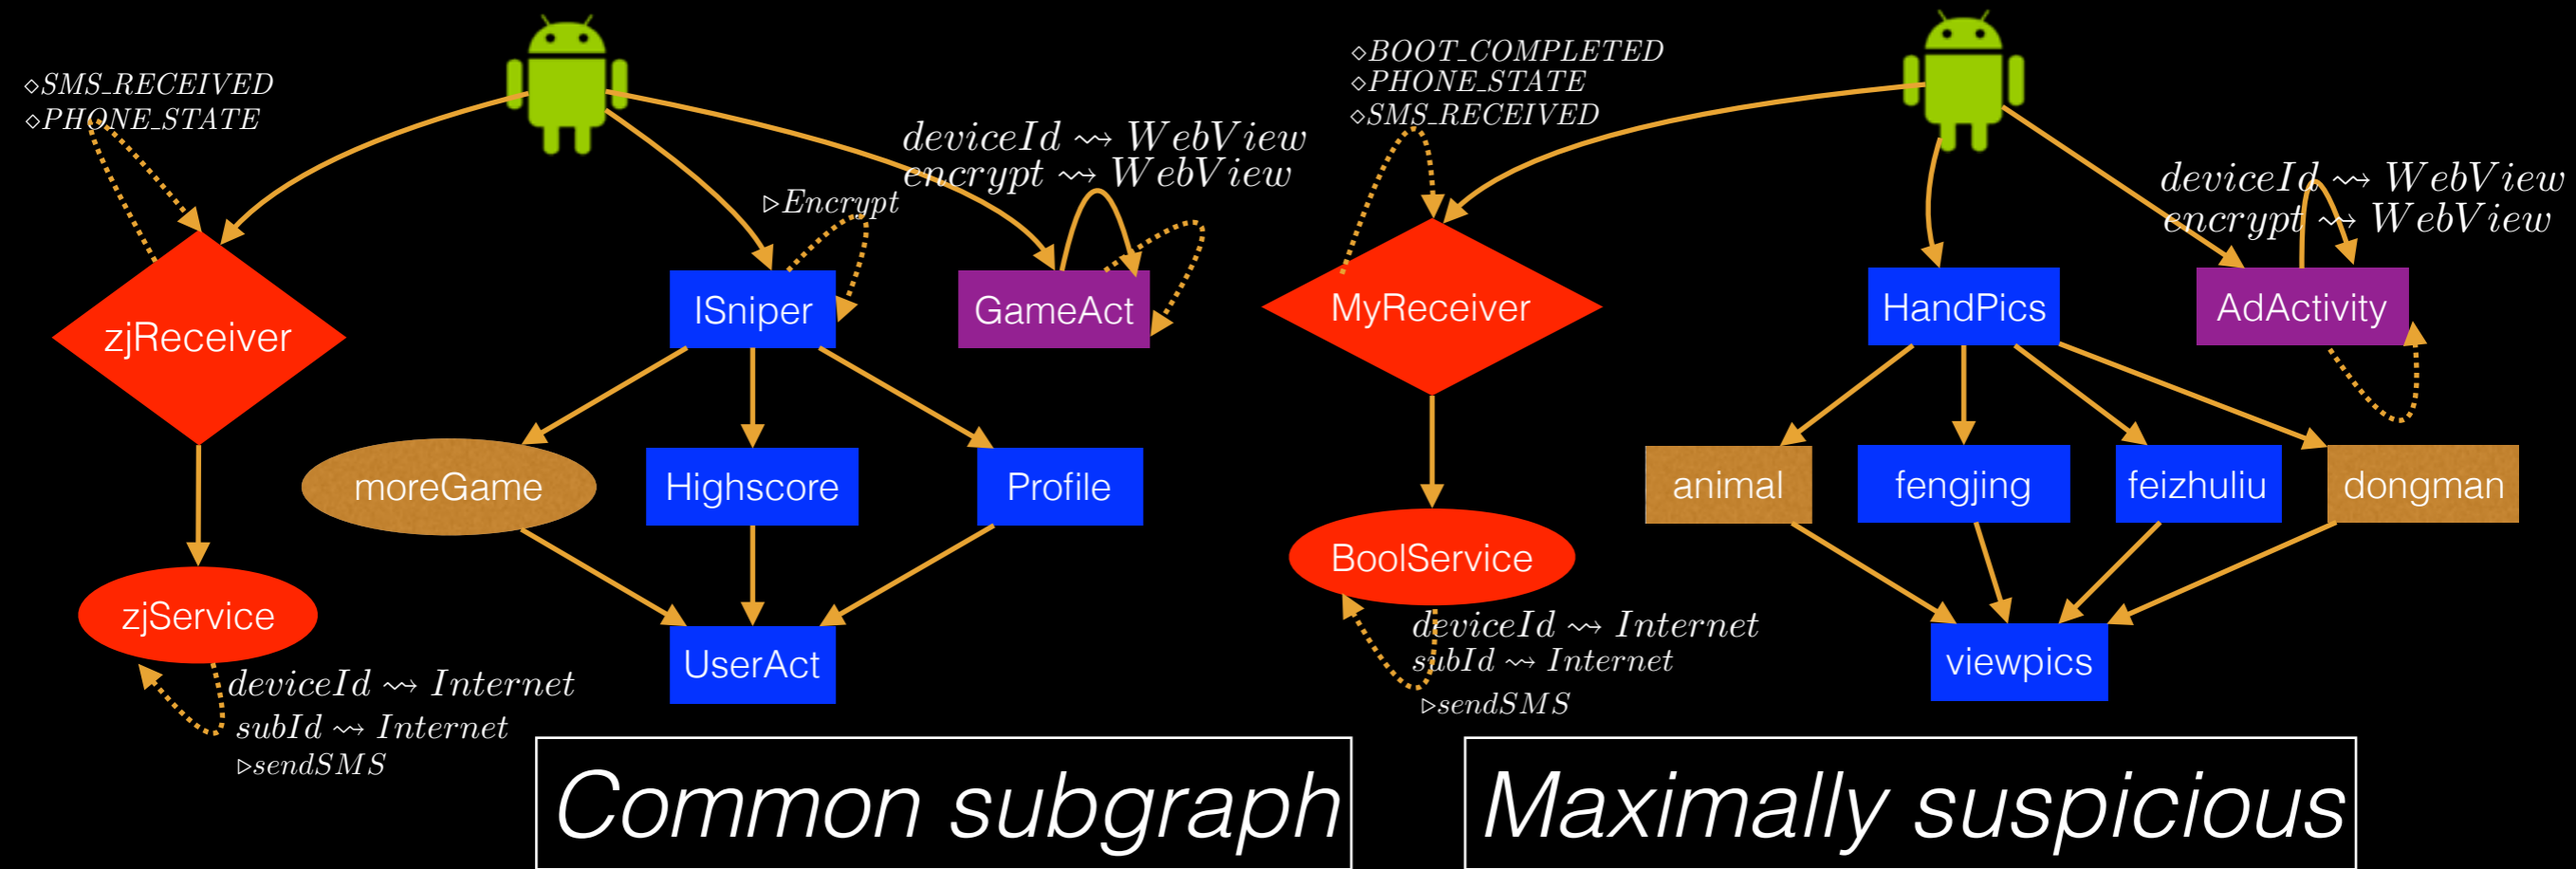 ⋄SMS_RECEIVED
⋄PHONE_STATE
zjReceiver
zjService
deviceId ⇝ Internet
subId ⇝ Internet
▷sendSMS
▷Encrypt
ISniper
moreGame
Highscore
Profile
UserAct
deviceId ⇝ WebView
encrypt ⇝ WebView
GameAct
⋄BOOT_COMPLETED
⋄PHONE_STATE
⋄SMS_RECEIVED
MyReceiver
BoolService
deviceId ⇝ Internet
subId ⇝ Internet
▷sendSMS
HandPics
animal
fengjing
feizhuliu
dongman
viewpics
deviceId ⇝ WebView
encrypt ⇝ WebView
AdActivity
Common subgraph
Maximally suspicious